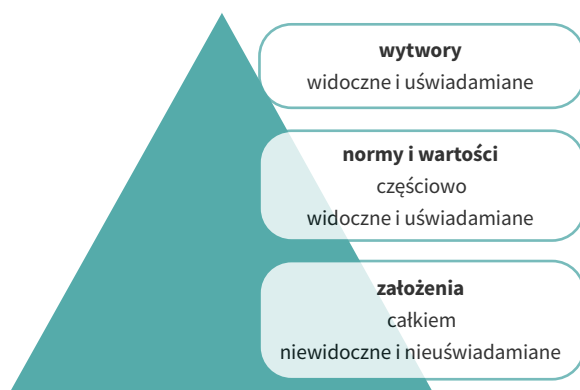 wytwory
widoczne i uświadamiane
normy i wartości
częściowo
widoczne i uświadamiane
założenia
całkiem
niewidoczne i nieuświadamiane